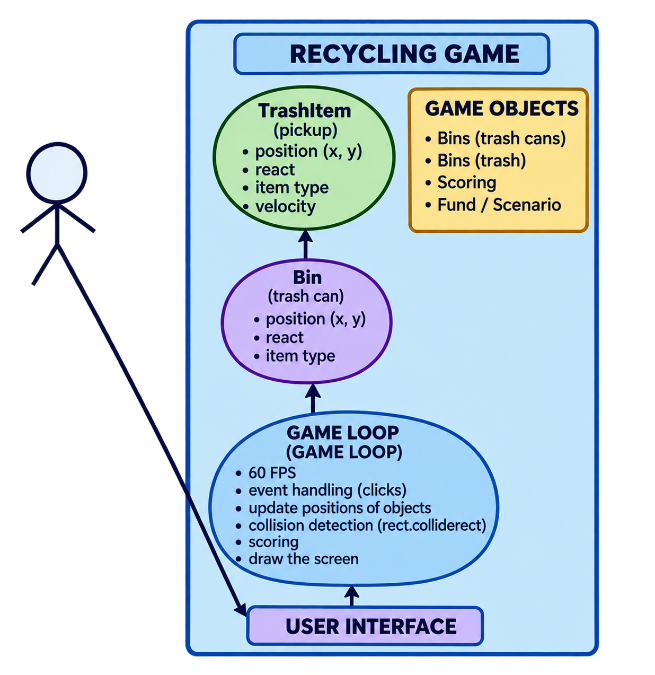 RECYCLING GAME
TrashItem
(pickup)
• position (x, y)
• react
• item type
• velocity
GAME OBJECTS
• Bins (trash cans)
• Bins (trash)
• Scoring
• Fund / Scenario
Bin
(trash can)
• position (x, y)
• react
• item type
GAME LOOP
(GAME LOOP)
• 60 FPS
• event handling (clicks)
• update positions of objects
• collision detection (rect.colliderect)
• scoring
• draw the screen
USER INTERFACE